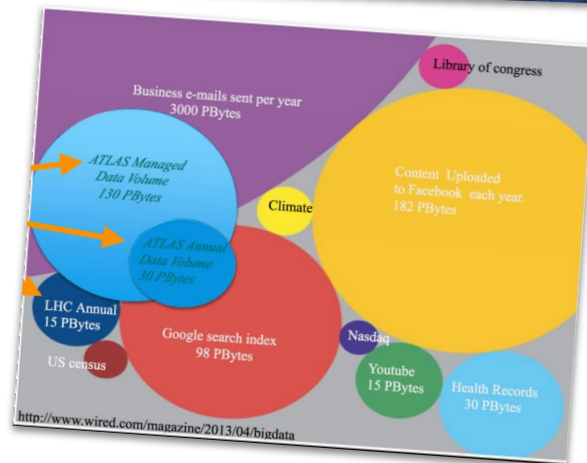 Library of congress
Business e-mails sent per year
3000 PBytes
ATLAS Managed
Data Volume
130 PBytes
Content Uploaded
to Facebook each year.
182 PBytes
Climate
ATLAS Annual
Data Volume
30 PBytes
LHC Annual
15 PBytes
Google search index
98 PBytes
Nasdaq
US census
Youtube
15 PBytes
Health Records
30 PBytes
http://www.wired.com/magazine/2013/04/bigdata